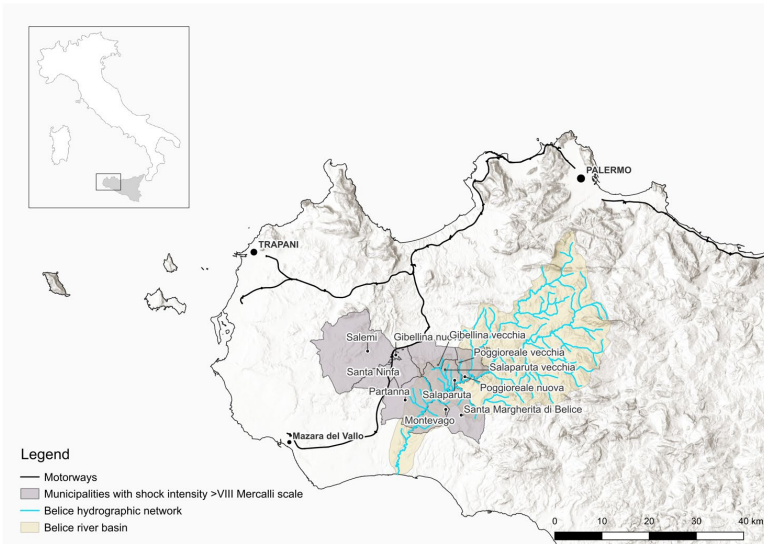 PALERMO
TRAPANI
Salemi
Gibellina nuova
Gibellina vecchia
Poggioreale vecchia
Santa Ninfa
Salaparuta vecchia
Poggioreale nuova
Partanna
Salaparuta
Santa Margherita di Belice
Montevago
Mazara del Vallo
Legend
Motorways
Municipalities with shock intensity >VIII Mercalli scale
Belice hydrographic network
Belice river basin
0 10 20 30 40 km